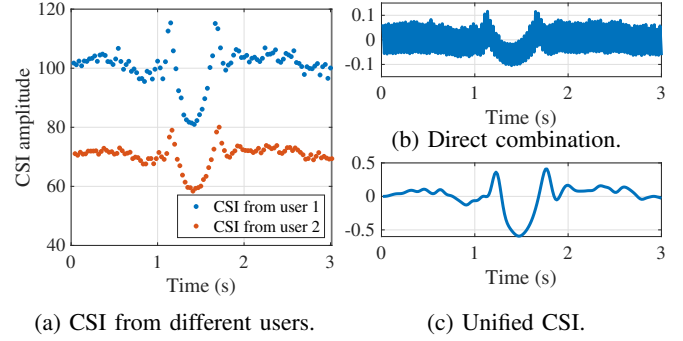 CSI amplitude
120
100
80
60
40
CSI from user 1
CSI from user 2
0
1
2
3
Time (s)
(a) CSI from different users.
0.1
0
-0.1
0
1
2
3
Time (s)
(b) Direct combination.
0.5
0
-0.5
0
1
2
3
Time (s)
(c) Unified CSI.